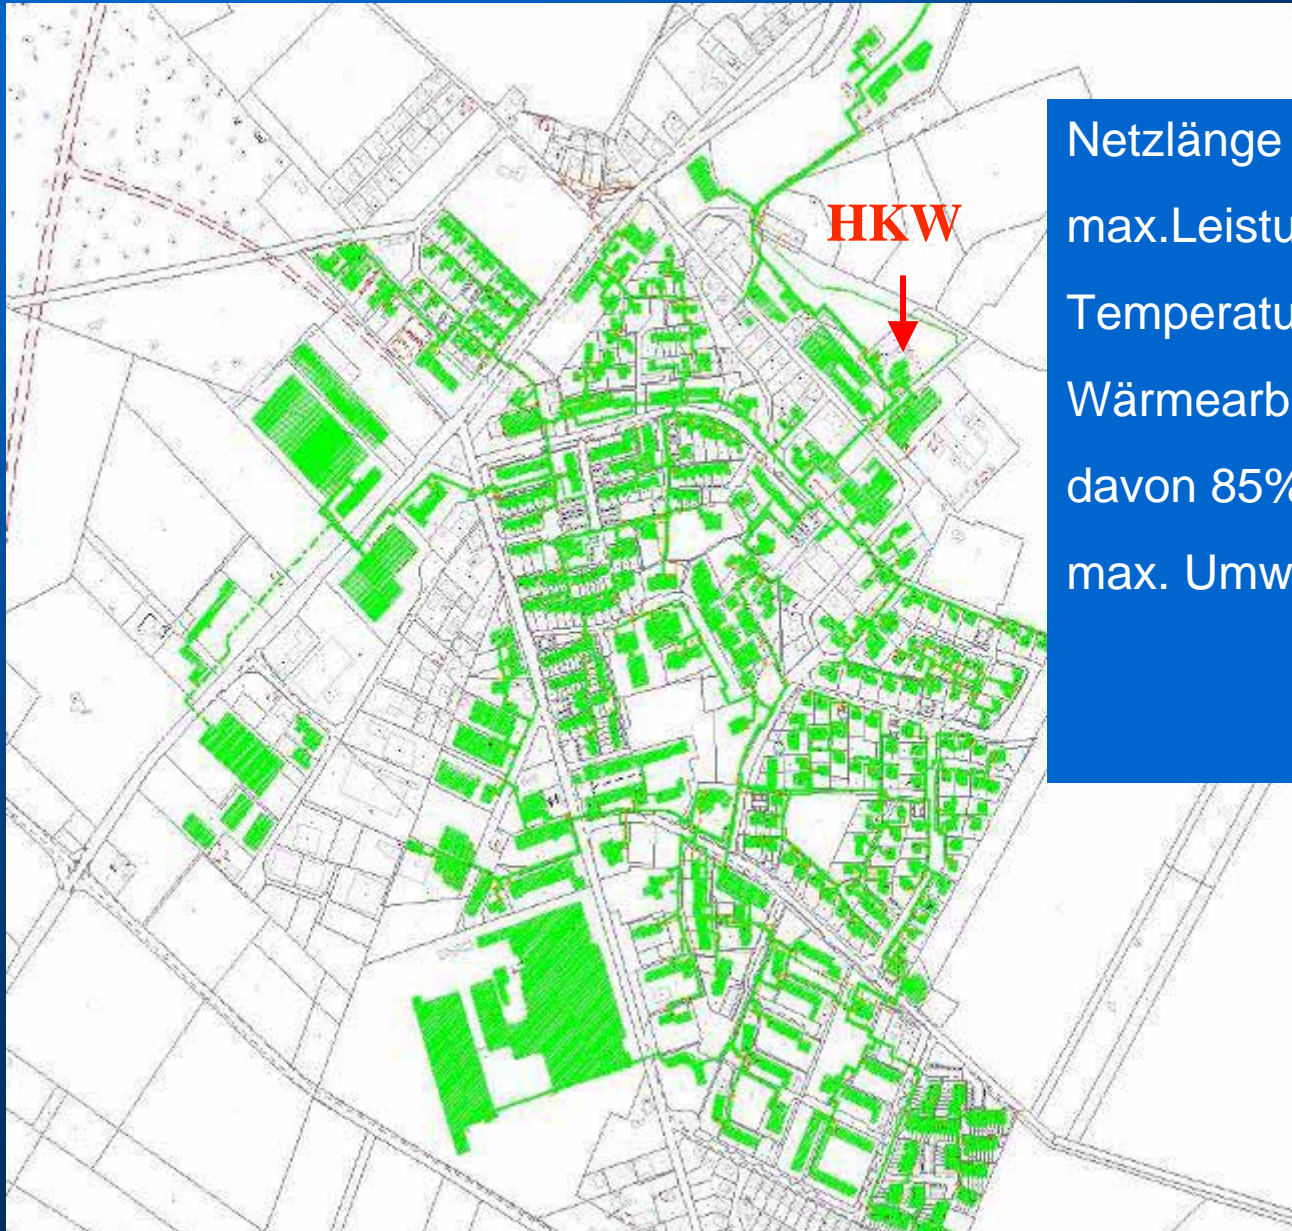 HKW
Netzlänge
max.Leistu
Temperatu
Wärmearb
davon 85%
max. Umw